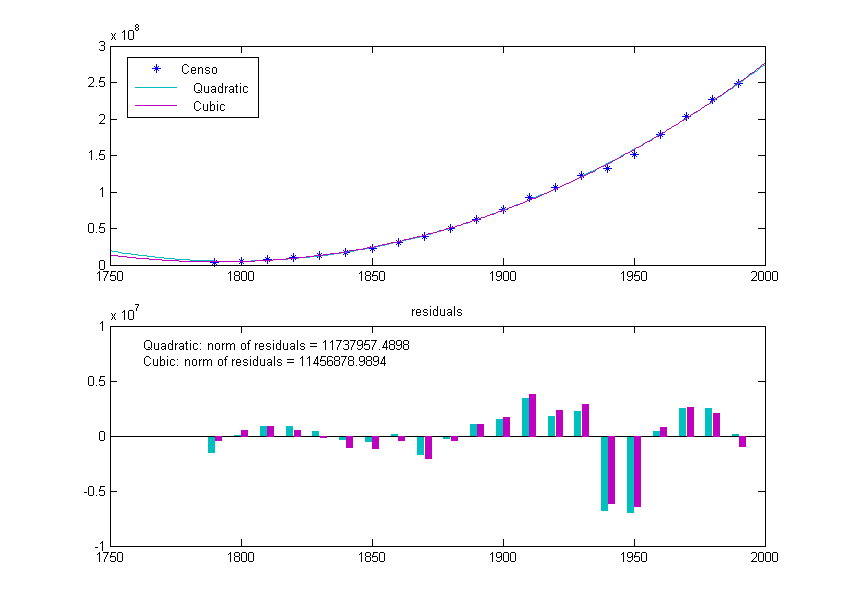 x 10^8
3
2.5
2
1.5
1
0.5
0
Censo
Quadratic
Cubic
1750 1800 1850 1900 1950 2000
residuals
x 10^7
1
0.5
0
-0.5
-1
Quadratic: norm of residuals = 11737957.4898
Cubic: norm of residuals = 11456878.9894
1750 1800 1850 1900 1950 2000